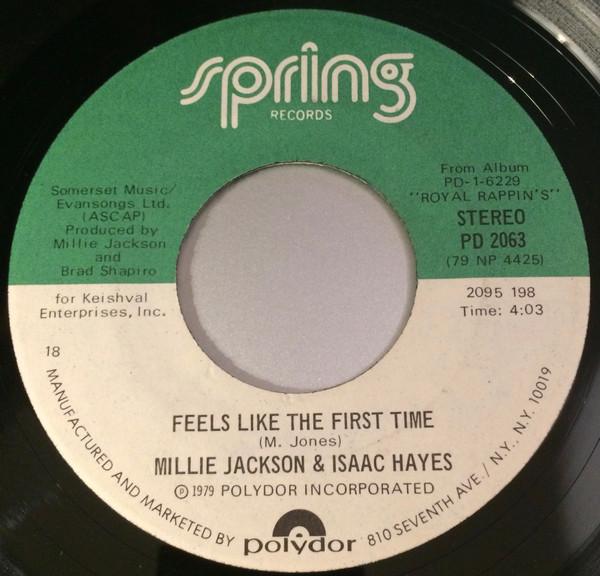 spring
RECORDS
Somerset Music/
Evansongs Ltd.
(ASCAP)
Produced by
Millie Jackson
and
Brad Shapiro
for Keishval
Enterprises, Inc.
From Album
PD-1-6229
"ROYAL RAPPIN'S"
STEREO
PD 2063
(79 NP 4425)
2095 198
Time: 4:03
18
FEELS LIKE THE FIRST TIME
(M. Jones)
MILLIE JACKSON & ISAAC HAYES
℗ 1979 POLYDOR INCORPORATED
MANUFACTURED AND MARKETED BY polydor 810 SEVENTH AVE./ N.Y., N.Y. 10019